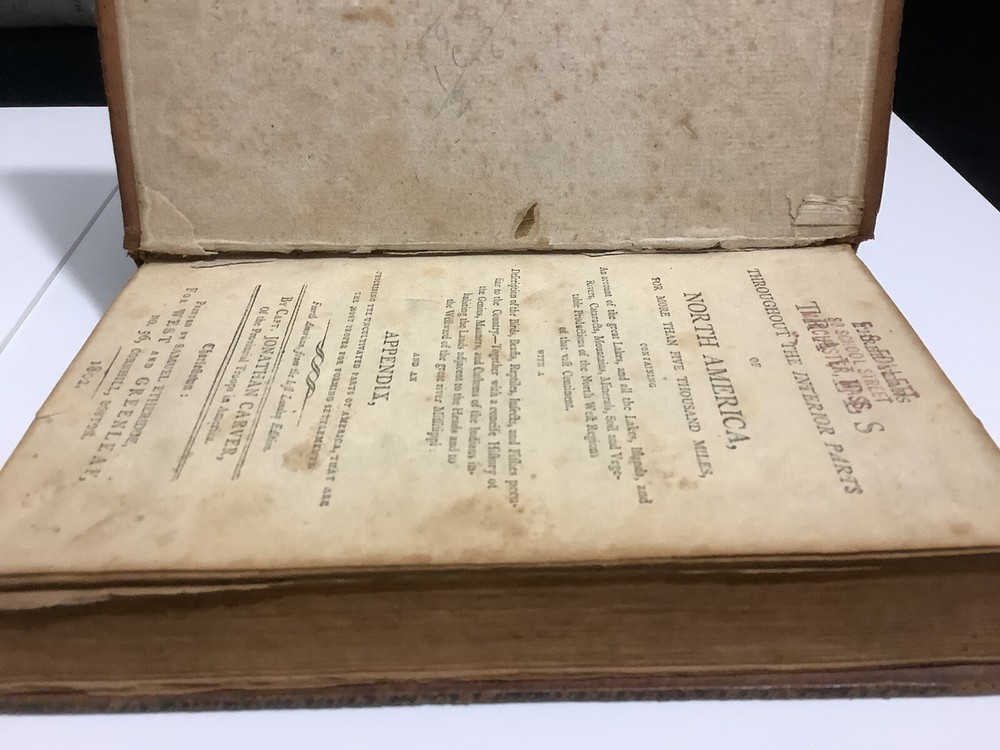 TRAVELS
THROUGHOUT THE INTERIOR PARTS
OF
NORTH AMERICA,
FOR MORE THAN FIVE THOUSAND MILES,
CONTAINING
An account of the great Lakes, and all the Lakes, Islands, and
Rivers, Cataracts, Mountains, Minerals, Soil and Vege-
table Productions of the North West Regions
of that vast Continent.
WITH A
Description of the Birds, Beasts, Reptiles, Insects, and Fishes pecu-
liar to the Country.—Together with a concise History of
the Genius, Manners, and Customs of the Indians in-
habiting the Lands adjacent to the Heads and to
the Westward of the great river Mississippi:
AND AN
APPENDIX,
THE UNCULTIVATED PARTS OF AMERICA, THAT ARE
THE MOST PROPER FOR FORMING SETTLEMENTS.
Fourth American, from the last London Edition.
By CAPT. JONATHAN CARVER,
Of the Provincial Troops in America.
Charlestown:
PRINTED BY SAMUEL ETHERIDGE,
FOR WEST AND GREENLEAF,
NO. 56, CORNHILL, BOSTON.
1802.
SCHOOL STREET